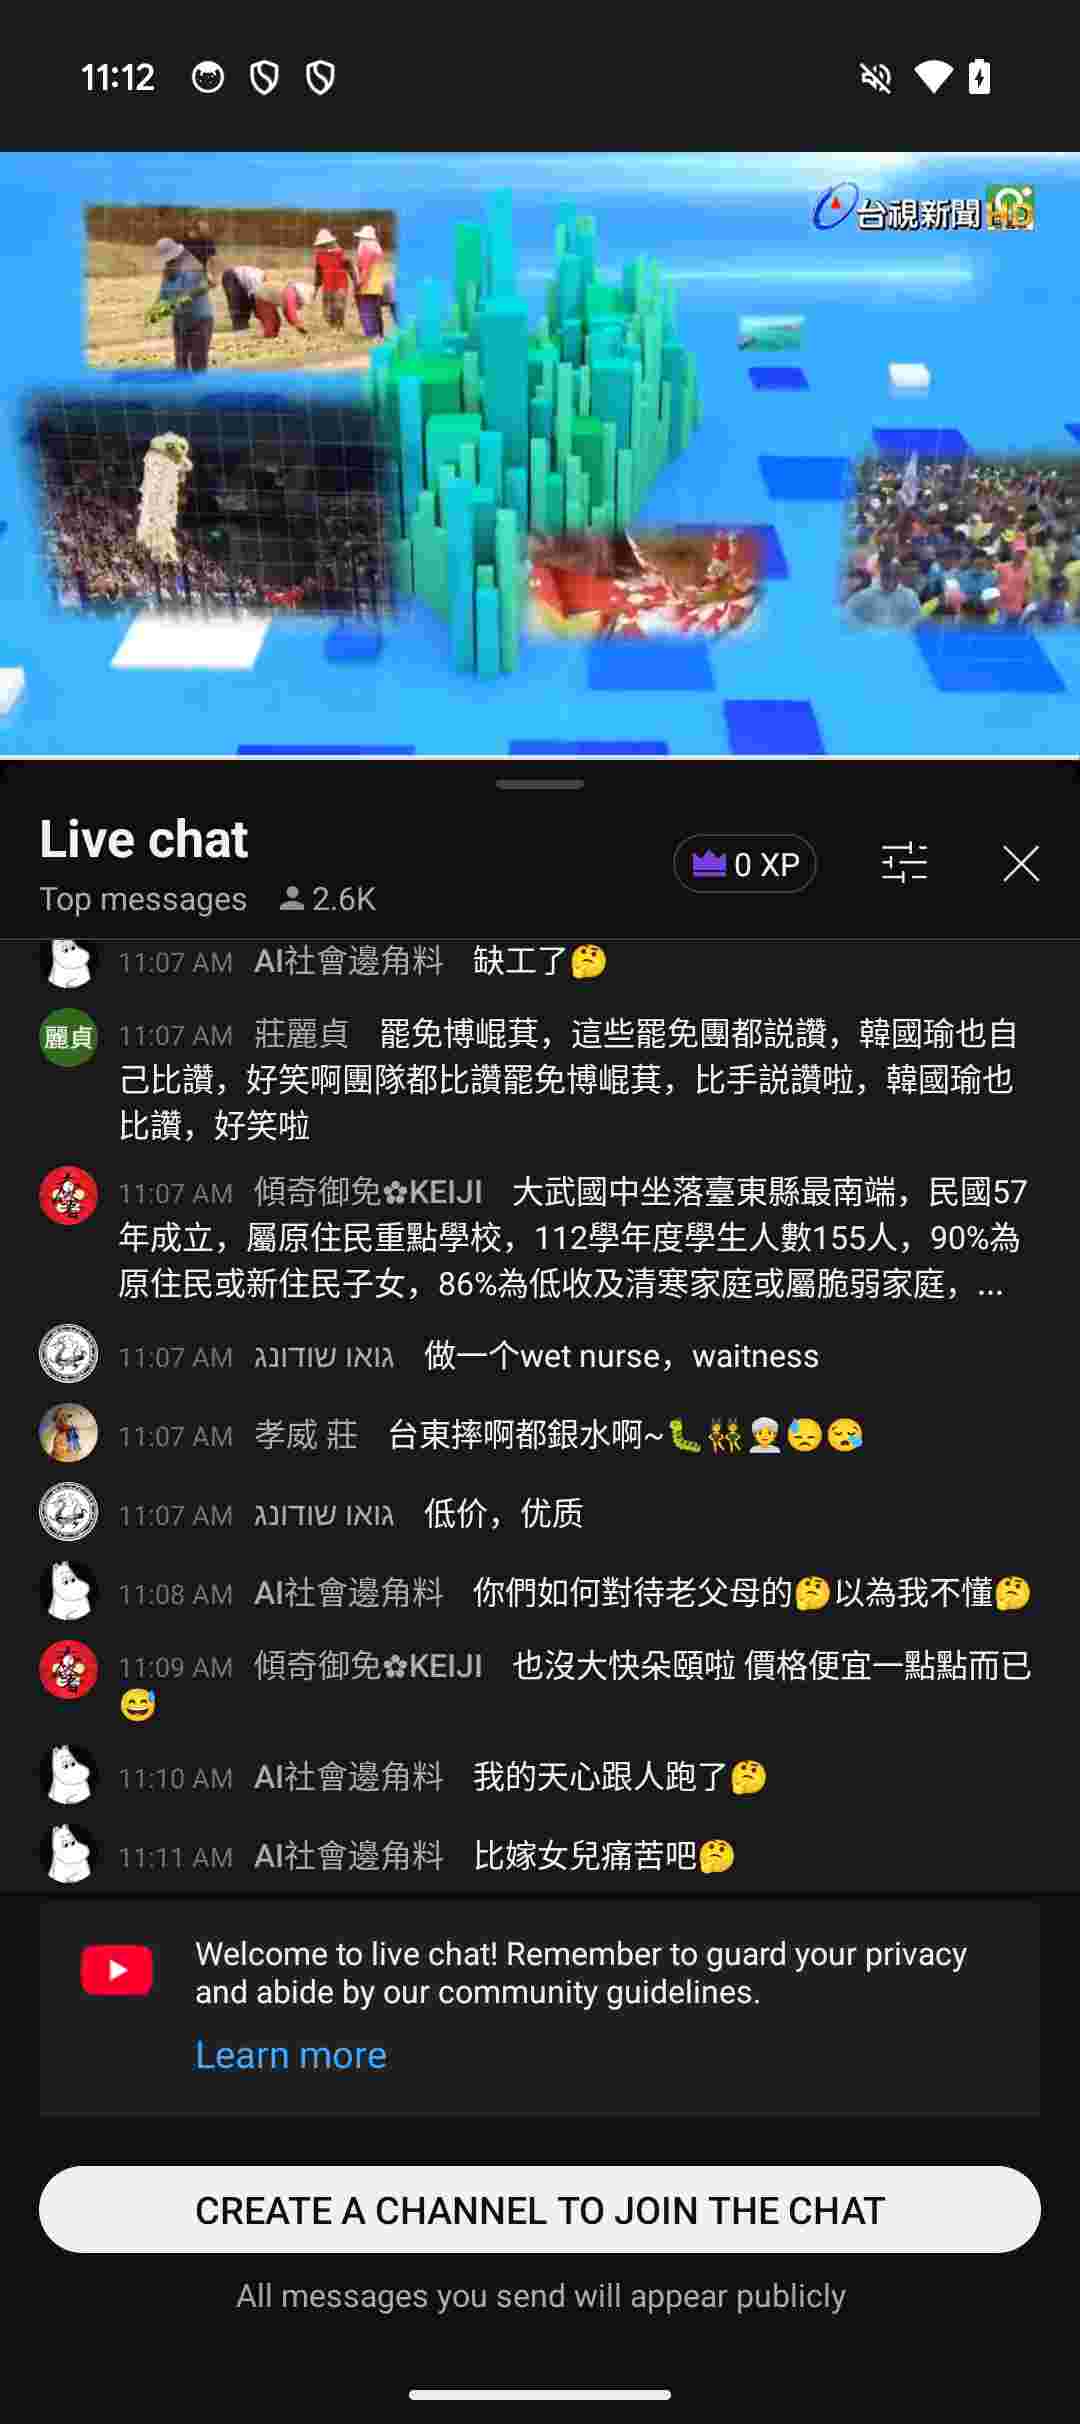 11:12
台視新聞 HD
Live chat
Top messages 2.6K
0 XP
11:07 AM AI社會邊角料 缺工了🤔
麗貞
11:07 AM 莊麗貞 罷免博崐萁，這些罷免團都説讚，韓國瑜也自
己比讚，好笑啊團隊都比讚罷免博崐萁，比手説讚啦，韓國瑜也
比讚，好笑啦
11:07 AM 傾奇御免✿KEIJI 大武國中坐落臺東縣最南端，民國57
年成立，屬原住民重點學校，112學年度學生人數155人，90%為
原住民或新住民子女，86%為低收及清寒家庭或屬脆弱家庭，...
11:07 AM גואו שודונג 做一个wet nurse，waitness
11:07 AM 孝威 莊 台東摔啊都銀水啊~🐛👯👳😓😪
11:07 AM גואו שודונג 低价，优质
11:08 AM AI社會邊角料 你們如何對待老父母的🤔以為我不懂🤔
11:09 AM 傾奇御免✿KEIJI 也沒大快朵頤啦 價格便宜一點點而已
😅
11:10 AM AI社會邊角料 我的天心跟人跑了🤔
11:11 AM AI社會邊角料 比嫁女兒痛苦吧🤔
Welcome to live chat! Remember to guard your privacy
and abide by our community guidelines.
Learn more
CREATE A CHANNEL TO JOIN THE CHAT
All messages you send will appear publicly